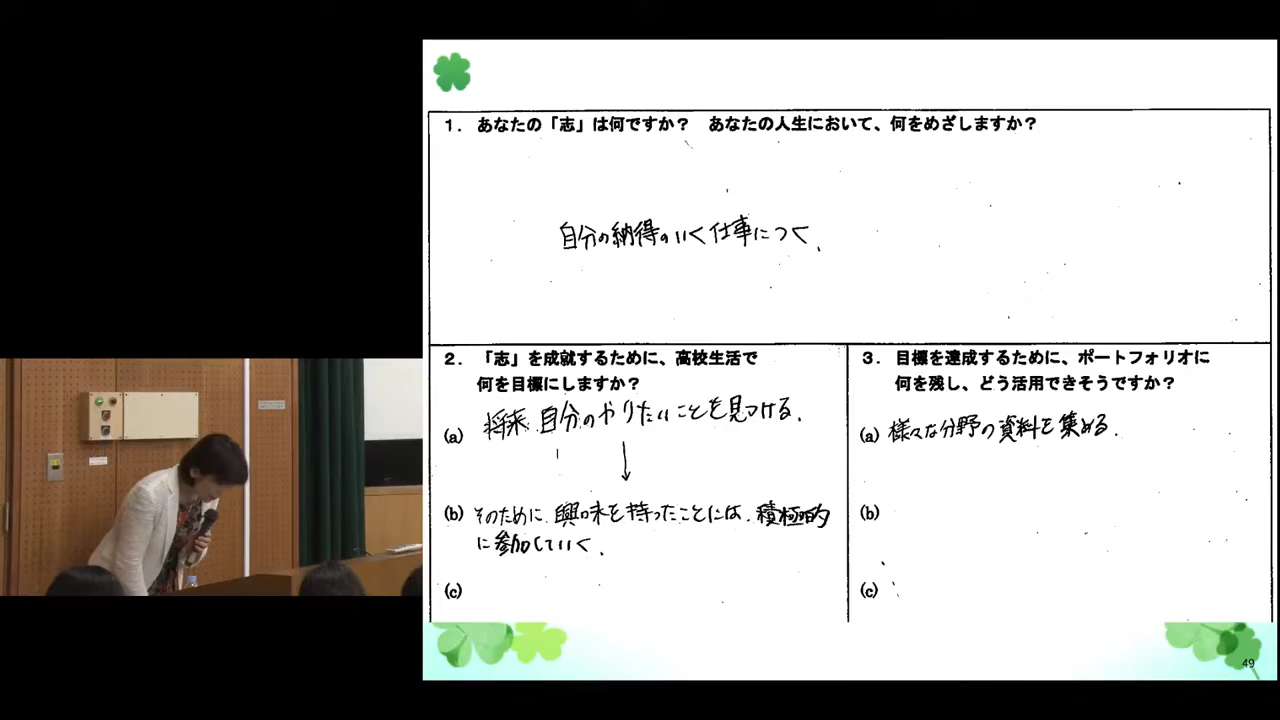 1. あなたの「志」は何ですか? あなたの人生において、何をめざしますか?
自分の納得のいく仕事につく.
2. 「志」を成就するために、高校生活で
何を目標にしますか?
(a) 将来 自分のやりたいことを見つける.
↓
(b) そのために 興味を持ったことには、積極的
に参加していく.
(c)
3. 目標を達成するために、ポートフォリオに
何を残し、どう活用できそうですか?
(a) 様々な分野の資料を集める.
(b)
(c)
49